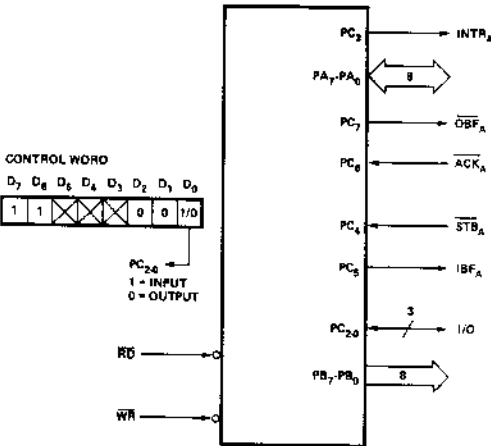 CONTROL WORD
D7 D6 D5 D4 D3 D2 D1 D0
1 1 0 0 1/0
PC2-0
1 = INPUT
0 = OUTPUT
RD
WR
PC3 INTRA
PA7-PA0 8
PC7 OBFA
PC6 ACKA
PC4 STBA
PC5 IBFA
PC2-0 3 I/O
PB7-PB0 8